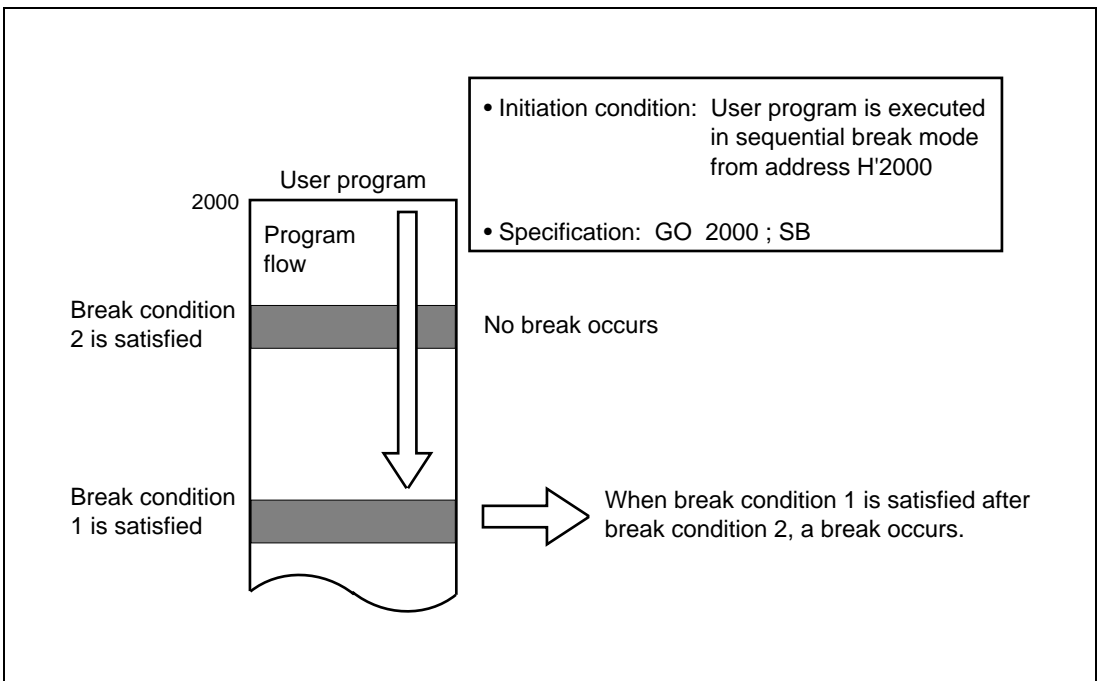 • Initiation condition: User program is executed
in sequential break mode
from address H'2000
• Specification: GO 2000 ; SB
User program
2000
Program
flow
Break condition
2 is satisfied
No break occurs
Break condition
1 is satisfied
When break condition 1 is satisfied after
break condition 2, a break occurs.